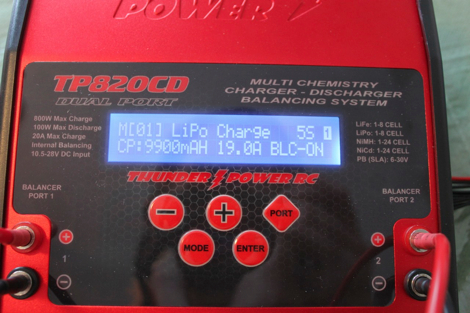 POWER
TP820CD
DUAL PORT
MULTI CHEMISTRY
CHARGER - DISCHARGER
BALANCING SYSTEM
800W Max Charge
100W Max Discharge
20A Max Charge
Internal Balancing
10.5-28V DC Input
M[01] LiPo Charge 5S 1
CP:9900mAH 19.0A BLC-ON
LiFe: 1-8 CELL
LiPo: 1-8 CELL
NiMH: 1-24 CELL
NiCd: 1-24 CELL
PB (SLA): 6-30V
THUNDER POWER RC
BALANCER
PORT 1
BALANCER
PORT 2
PORT
MODE
ENTER
+
1
-
+
2
-